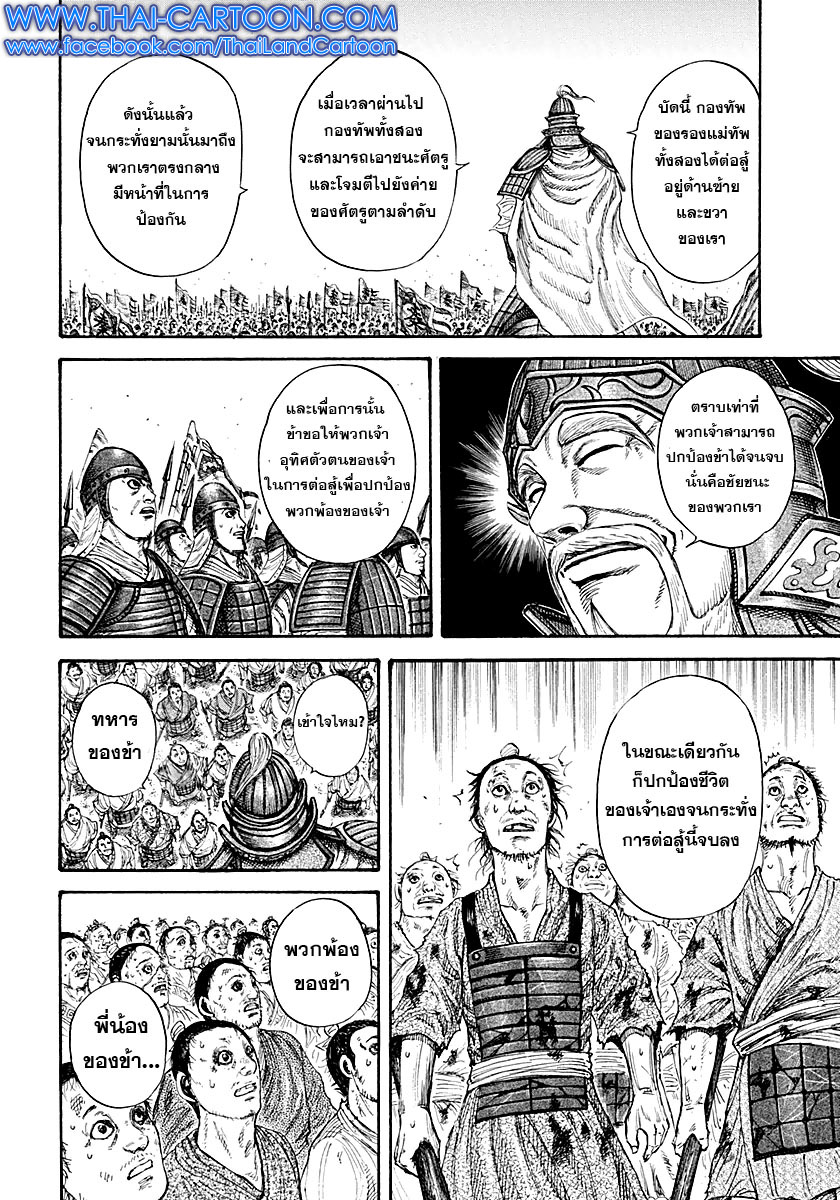 WWW.THAI-CARTOON.COM
www.facebook.com/ThaiLandCartoon
บัดนี้ กองทัพ
ของรองแม่ทัพ
ทั้งสองได้ต่อสู้
อยู่ด้านซ้าย
และขวา
ของเรา
เมื่อเวลาผ่านไป
กองทัพทั้งสอง
จะสามารถเอาชนะศัตรู
และโจมตีไปยังค่าย
ของศัตรูตามลำดับ
ดังนั้นแล้ว
จนกระทั่งยามนั้นมาถึง
พวกเราตรงกลาง
มีหน้าที่ในการ
ป้องกัน
ตราบเท่าที่
พวกเจ้าสามารถ
ปกป้องข้าได้จนจบ
นั่นคือชัยชนะ
ของพวกเรา
และเพื่อการนั้น
ข้าขอให้พวกเจ้า
อุทิศตัวตนของเจ้า
ในการต่อสู้เพื่อปกป้อง
พวกพ้องของเจ้า
ในขณะเดียวกัน
ก็ปกป้องชีวิต
ของเจ้าเองจนกระทั่ง
การต่อสู้นี้จบลง
เข้าใจไหม?
ทหาร
ของข้า
พวกพ้อง
ของข้า
พี่น้อง
ของข้า...